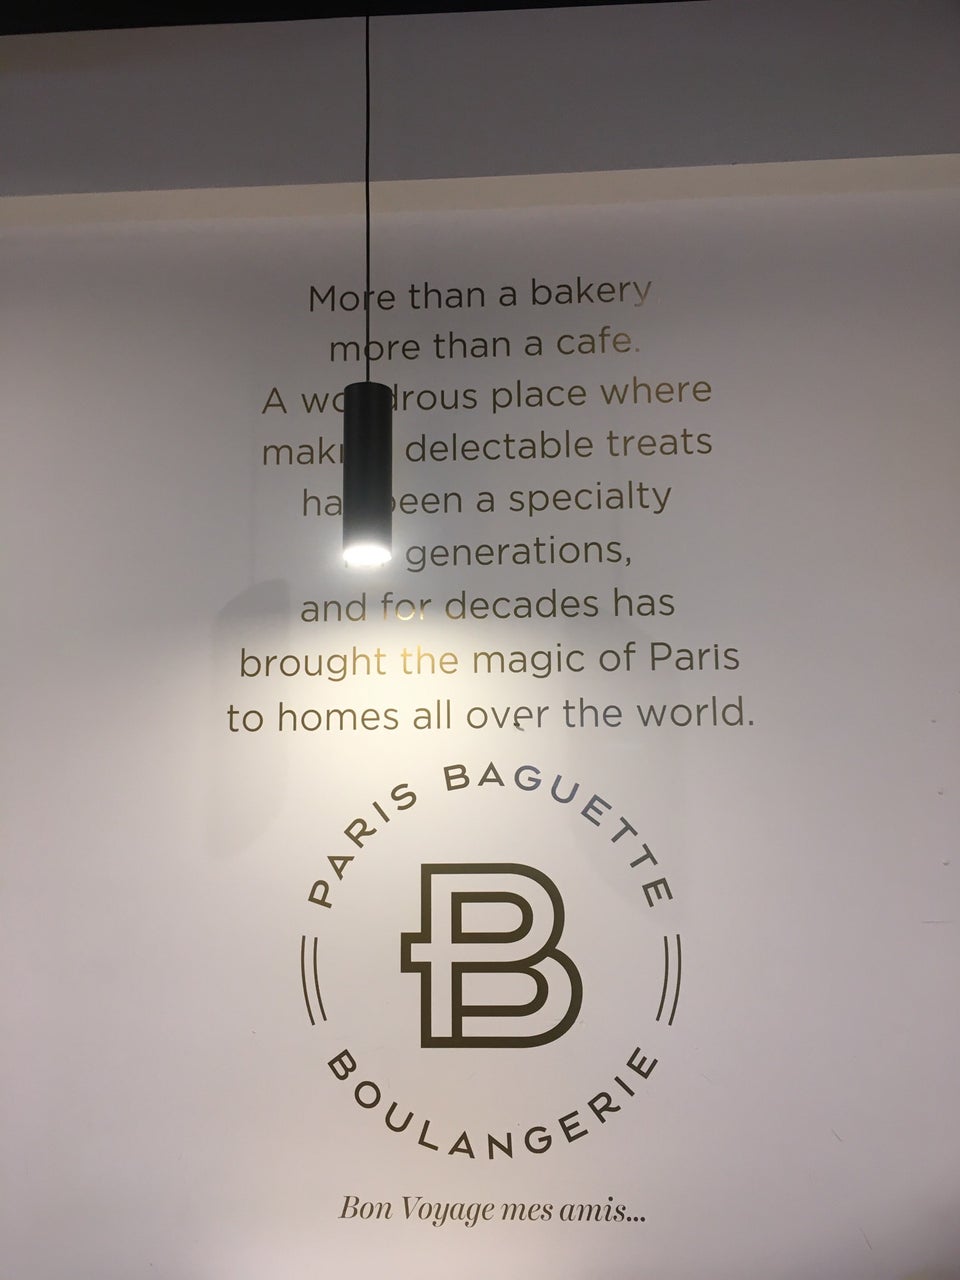 More than a bakery
more than a cafe.
A place where
delectable treats
a specialty
generations,
and for decades has
brought the magic of Paris
to homes all over the world.
PARIS BAGUETTE
B
BOULANGERIE
Bon Voyage mes amis...